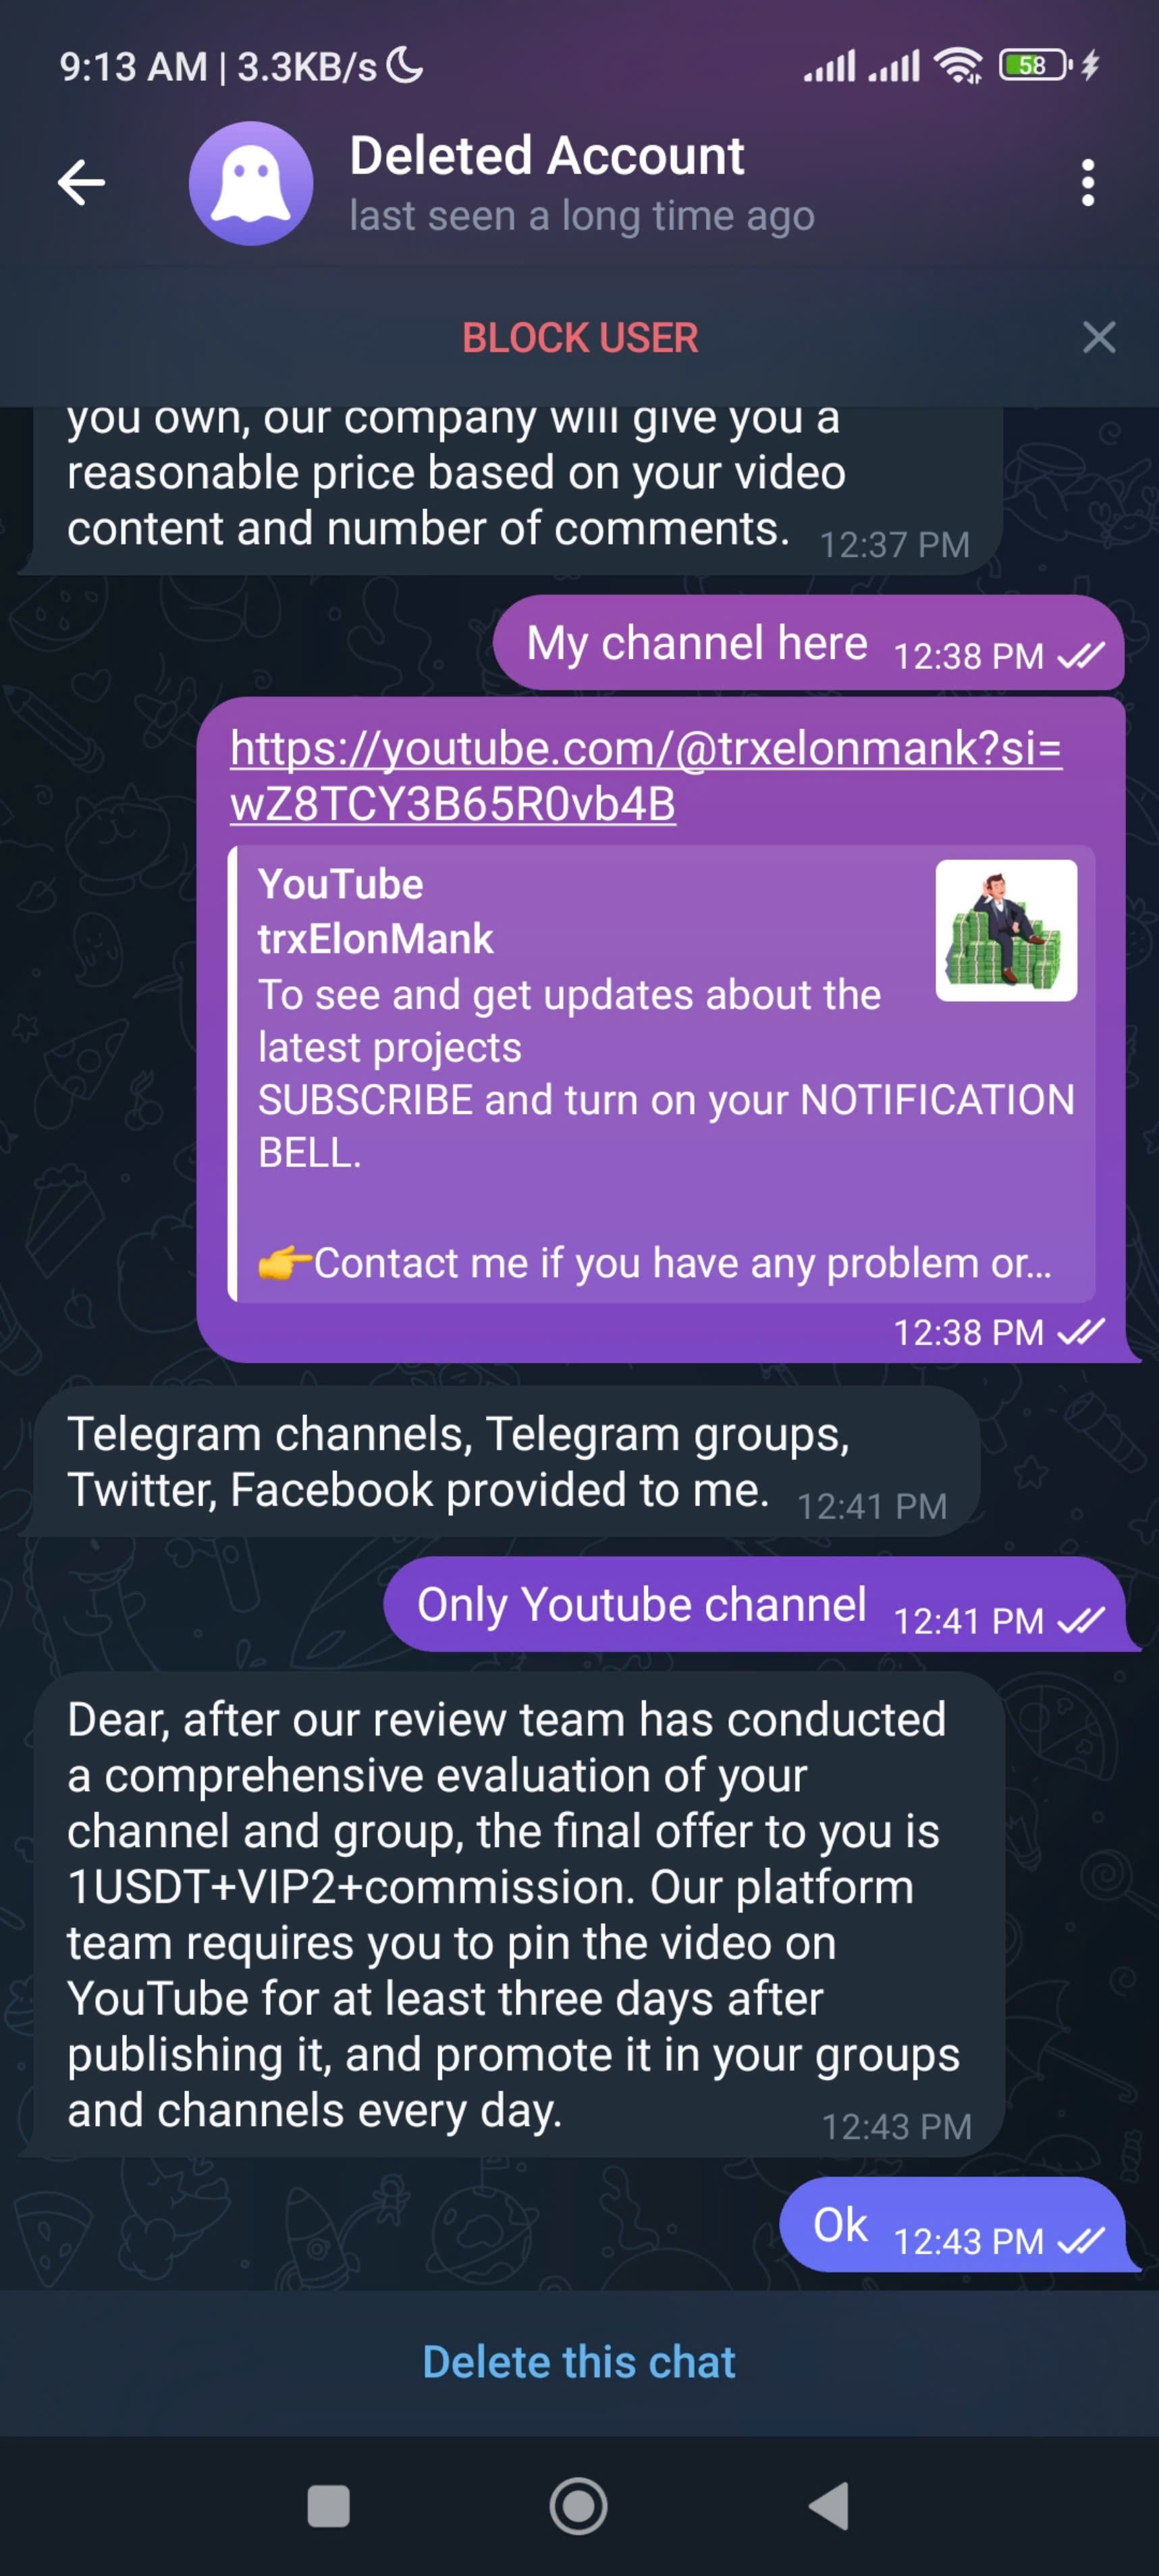 9:13 AM | 3.3KB/s
58
Deleted Account
last seen a long time ago
BLOCK USER
you own, our company will give you a
reasonable price based on your video
content and number of comments. 12:37 PM
My channel here 12:38 PM
https://youtube.com/@trxelonmank?si=
wZ8TCY3B65R0vb4B
YouTube
trxElonMank
To see and get updates about the
latest projects
SUBSCRIBE and turn on your NOTIFICATION
BELL.
👉Contact me if you have any problem or...
12:38 PM
Telegram channels, Telegram groups,
Twitter, Facebook provided to me. 12:41 PM
Only Youtube channel 12:41 PM
Dear, after our review team has conducted
a comprehensive evaluation of your
channel and group, the final offer to you is
1USDT+VIP2+commission. Our platform
team requires you to pin the video on
YouTube for at least three days after
publishing it, and promote it in your groups
and channels every day. 12:43 PM
Ok 12:43 PM
Delete this chat